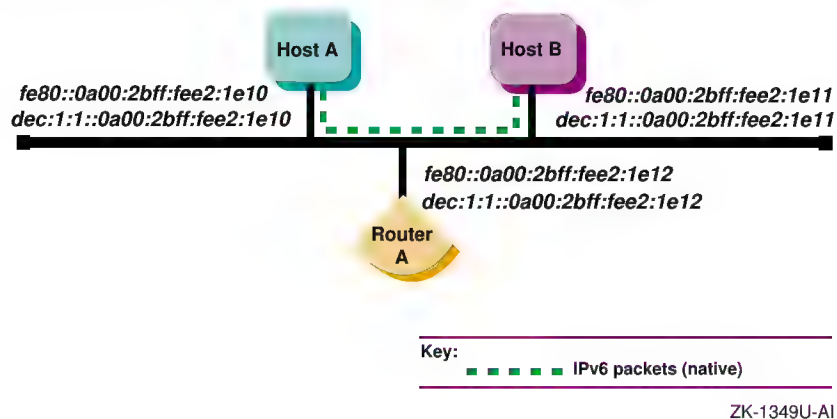 Host A
Host B
fe80::0a00:2bff:fee2:1e10
dec:1:1::0a00:2bff:fee2:1e10
fe80::0a00:2bff:fee2:1e11
dec:1:1::0a00:2bff:fee2:1e11
fe80::0a00:2bff:fee2:1e12
dec:1:1::0a00:2bff:fee2:1e12
Router
A
Key:
IPv6 packets (native)
ZK-1349U-AI